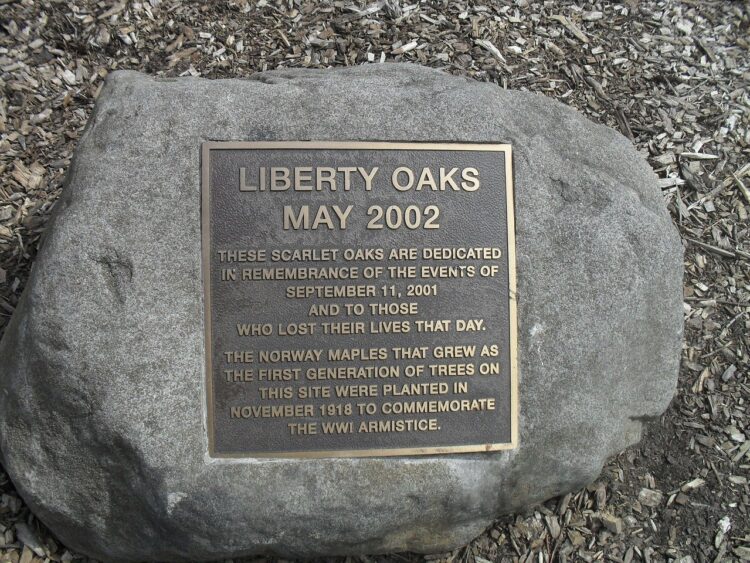 LIBERTY OAKS
MAY 2002
THESE SCARLET OAKS ARE DEDICATED
IN REMEMBRANCE OF THE EVENTS OF
SEPTEMBER 11, 2001
AND TO THOSE
WHO LOST THEIR LIVES THAT DAY.
THE NORWAY MAPLES THAT GREW AS
THE FIRST GENERATION OF TREES ON
THIS SITE WERE PLANTED IN
NOVEMBER 1918 TO COMMEMORATE
THE WWI ARMISTICE.